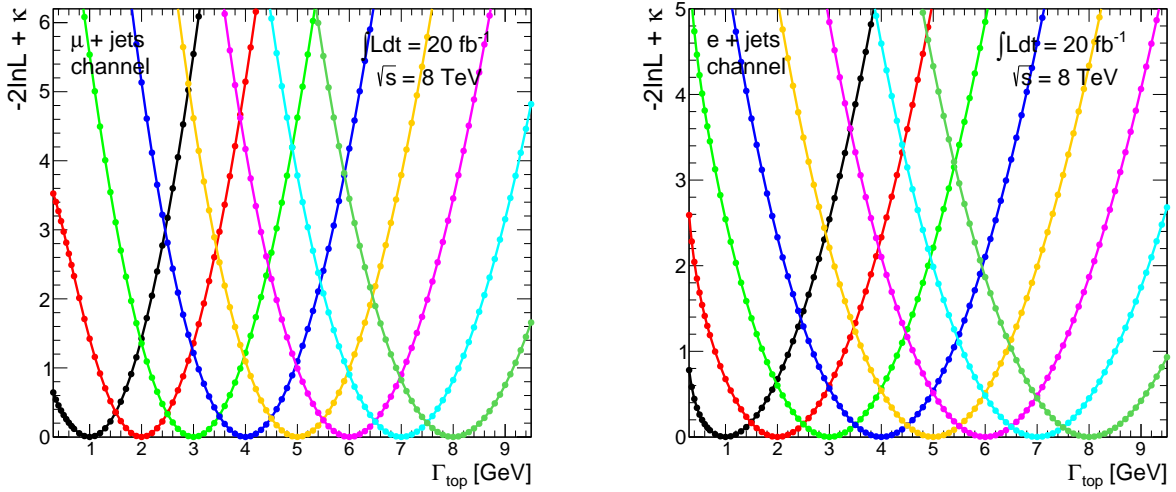 -2lnL + κ
μ + jets
channel
∫Ldt = 20 fb⁻¹
√s = 8 TeV
6
5
4
3
2
1
0
1 2 3 4 5 6 7 8 9
Γtop [GeV]
-2lnL + κ
e + jets
channel
∫Ldt = 20 fb⁻¹
√s = 8 TeV
5
4
3
2
1
0
1 2 3 4 5 6 7 8 9
Γtop [GeV]